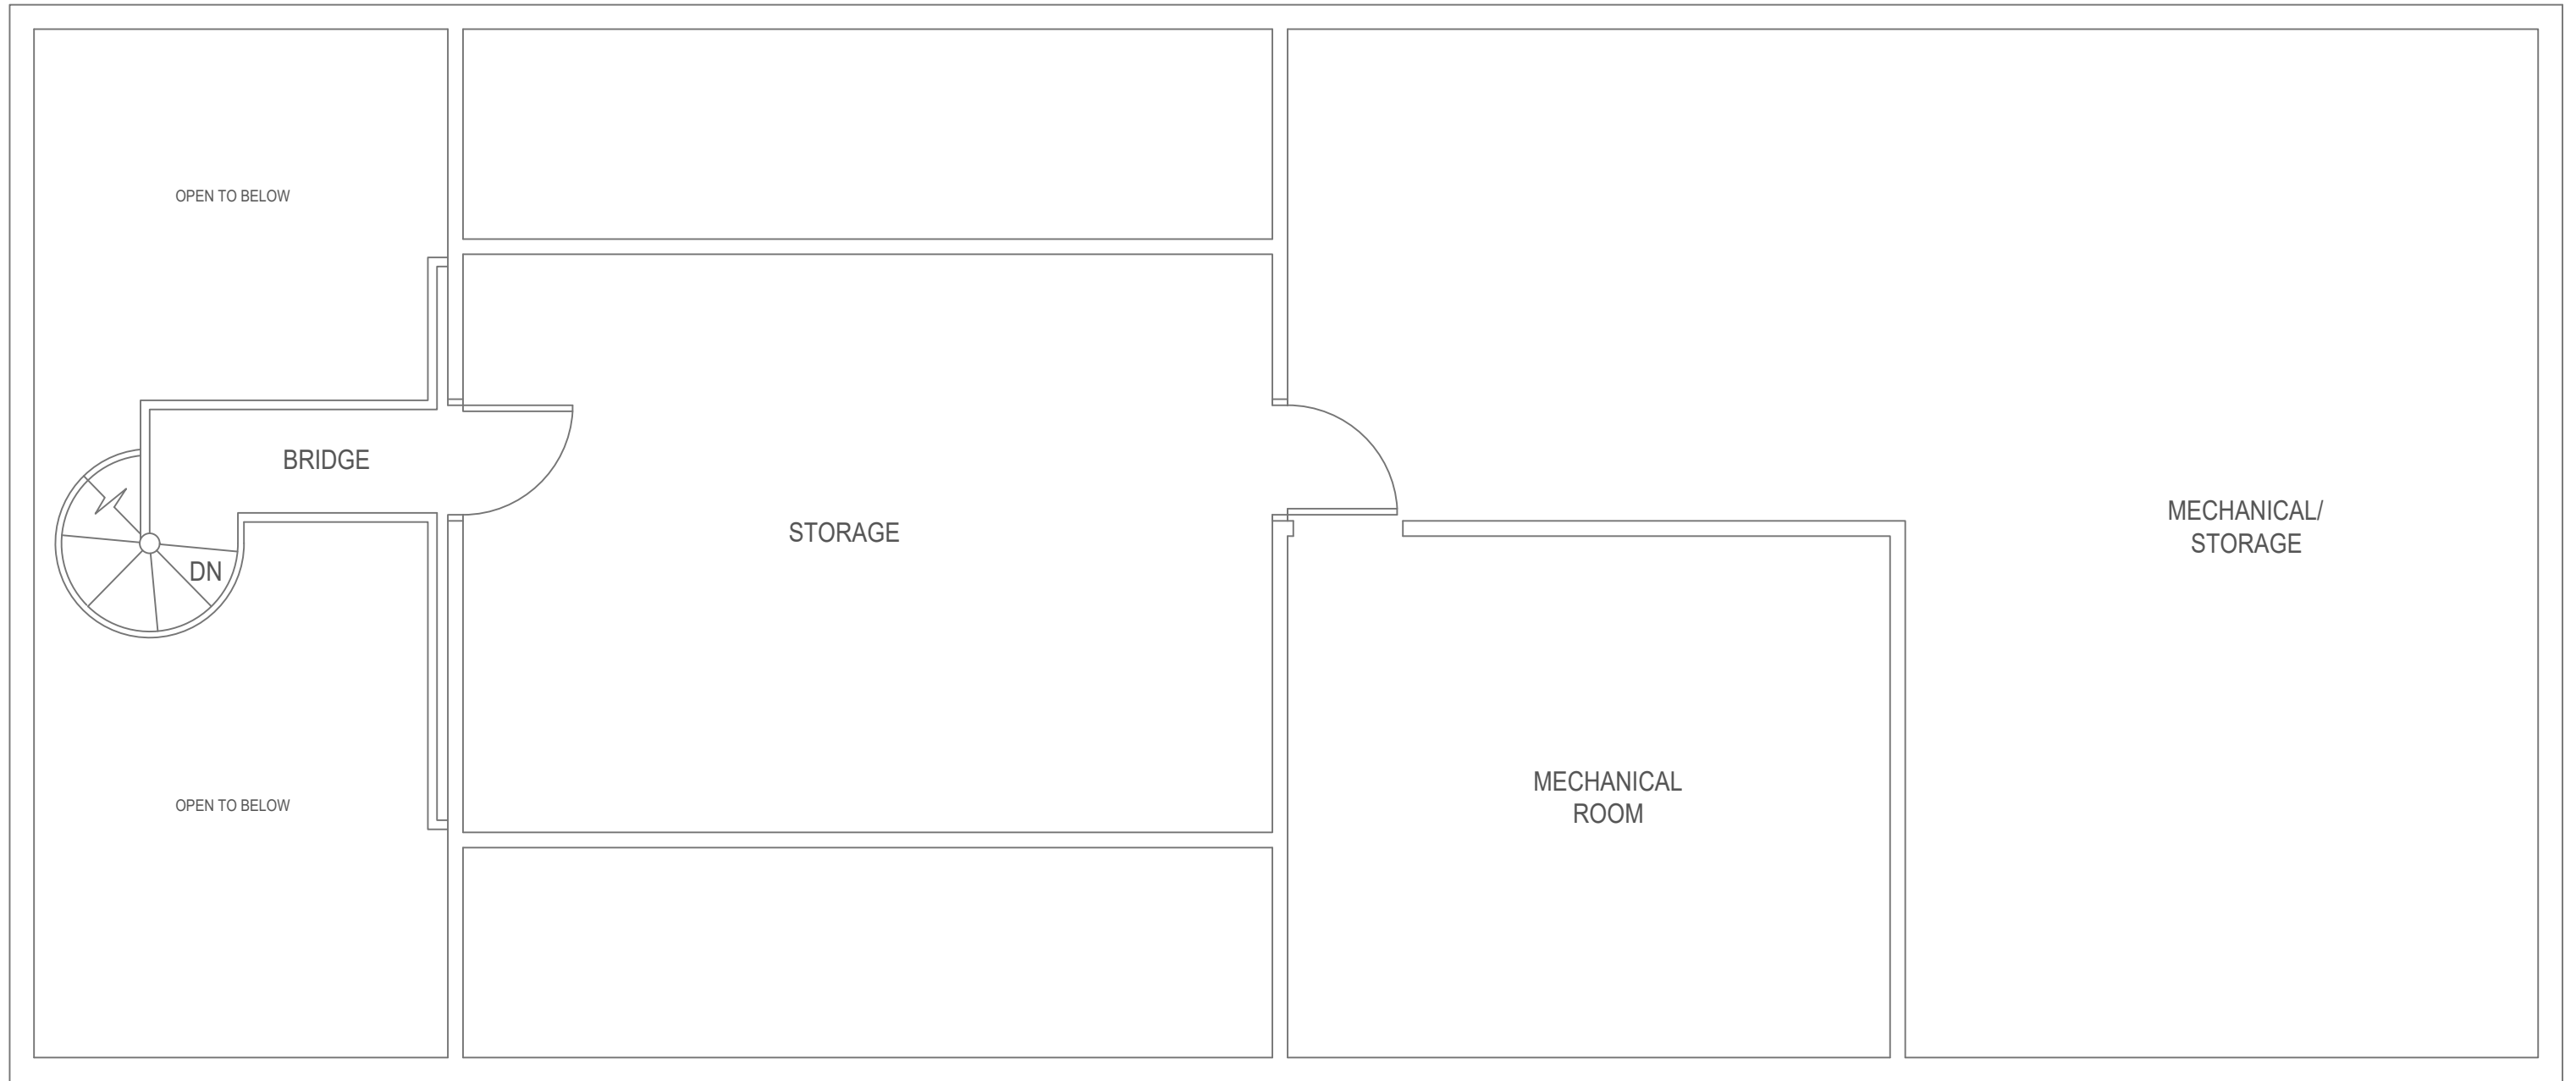 OPEN TO BELOW
BRIDGE
DN
STORAGE
MECHANICAL/
STORAGE
MECHANICAL
ROOM
OPEN TO BELOW